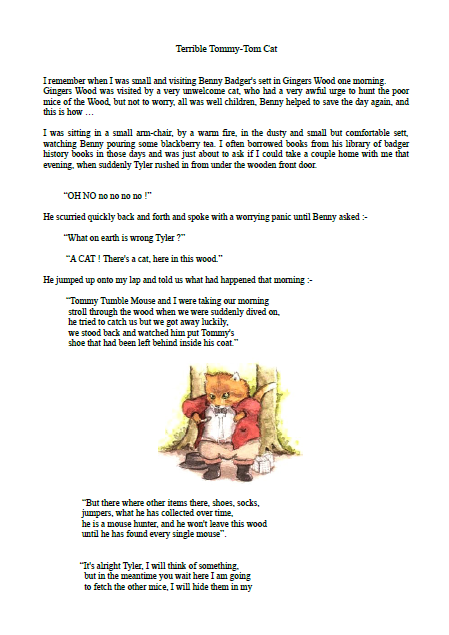 Terrible Tommy-Tom Cat
I remember when I was small and visiting Benny Badger's sett in Gingers Wood one morning.
Gingers Wood was visited by a very unwelcome cat, who had a very awful urge to hunt the poor
mice of the Wood, but not to worry, all was well children, Benny helped to save the day again, and
this is how ...
I was sitting in a small arm-chair, by a warm fire, in the dusty and small but comfortable sett,
watching Benny pouring some blackberry tea. I often borrowed books from his library of badger
history books in those days and was just about to ask if I could take a couple home with me that
evening, when suddenly Tyler rushed in from under the wooden front door.
“OH NO no no no no !”
He scurried quickly back and forth and spoke with a worrying panic until Benny asked :-
“What on earth is wrong Tyler ?”
“A CAT ! There's a cat, here in this wood.”
He jumped up onto my lap and told us what had happened that morning :-
“Tommy Tumble Mouse and I were taking our morning
stroll through the wood when we were suddenly dived on,
he tried to catch us but we got away luckily,
we stood back and watched him put Tommy's
shoe that had been left behind inside his coat.”
“But there where other items there, shoes, socks,
jumpers, what he has collected over time,
he is a mouse hunter, and he won't leave this wood
until he has found every single mouse”.
“It's alright Tyler, I will think of something,
but in the meantime you wait here I am going
to fetch the other mice, I will hide them in my